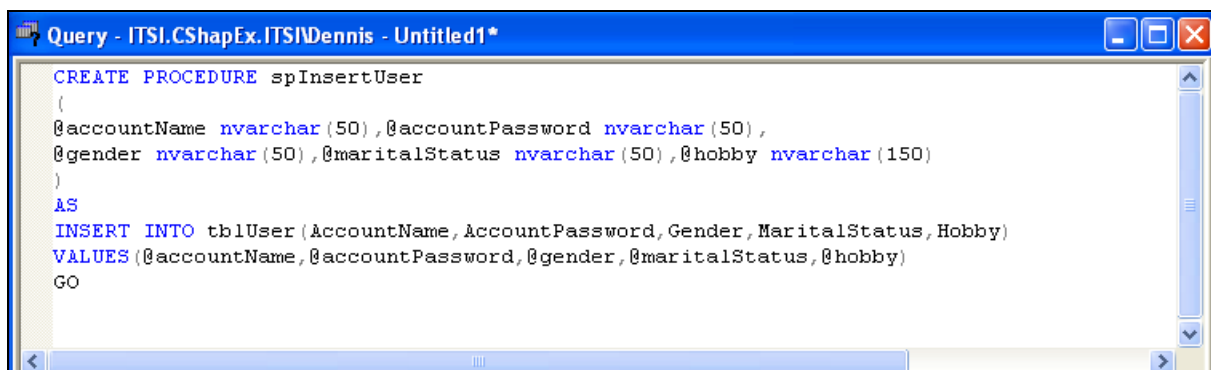 Query - ITSI.CShapEx.ITSI\Dennis - Untitled1*
CREATE PROCEDURE spInsertUser
(
@accountName nvarchar(50),@accountPassword nvarchar(50),
@gender nvarchar(50),@maritalStatus nvarchar(50),@hobby nvarchar(150)
)
AS
INSERT INTO tblUser(AccountName,AccountPassword,Gender,MaritalStatus,Hobby)
VALUES(@accountName,@accountPassword,@gender,@maritalStatus,@hobby)
GO